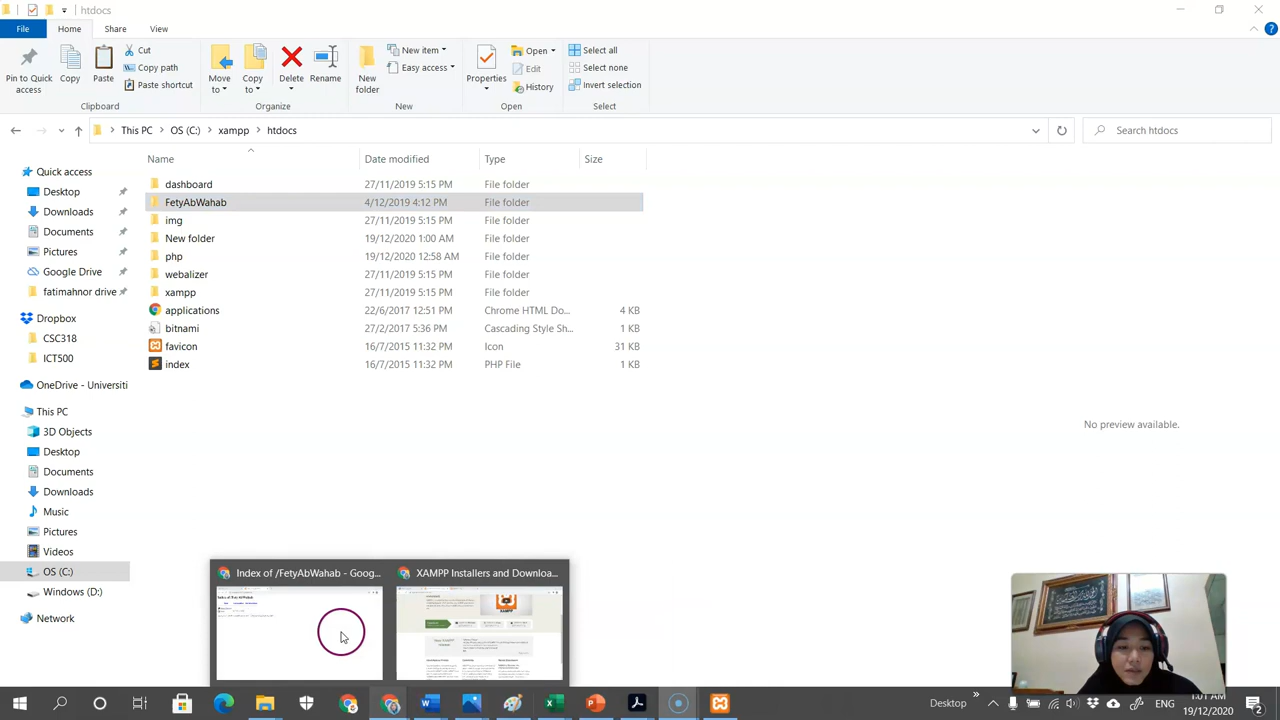 htdocs
File Home Share View
Pin to Quick access
Copy
Paste
Cut
Copy path
Paste shortcut
Clipboard
Move to
Copy to
Delete
Rename
Organize
New folder
New item
Easy access
New
Properties
Open
Edit
History
Open
Select all
Select none
Invert selection
Select
This PC OS (C:) xampp htdocs
Search htdocs
Name Date modified Type Size
dashboard 27/11/2019 5:15 PM File folder
FetyAbWahab 4/12/2019 4:12 PM File folder
img 27/11/2019 5:15 PM File folder
New folder 19/12/2020 1:00 AM File folder
php 19/12/2020 12:58 AM File folder
webalizer 27/11/2019 5:15 PM File folder
xampp 27/11/2019 5:15 PM File folder
applications 22/6/2017 12:51 PM Chrome HTML Do... 4 KB
bitnami 27/2/2017 5:36 PM Cascading Style Sh... 1 KB
favicon 16/7/2015 11:32 PM Icon 31 KB
index 16/7/2015 11:32 PM PHP File 1 KB
Quick access
Desktop
Downloads
Documents
Pictures
Google Drive
fatimahnor drive
Dropbox
CSC318
ICT500
OneDrive - Universiti
This PC
3D Objects
Desktop
Documents
Downloads
Music
Pictures
Videos
OS (C:)
Windows (D:)
Network
No preview available.
Index of /FetyAbWahab - Goog...
XAMPP Installers and Downloa...
Desktop
ENG
1:01 AM
19/12/2020
2